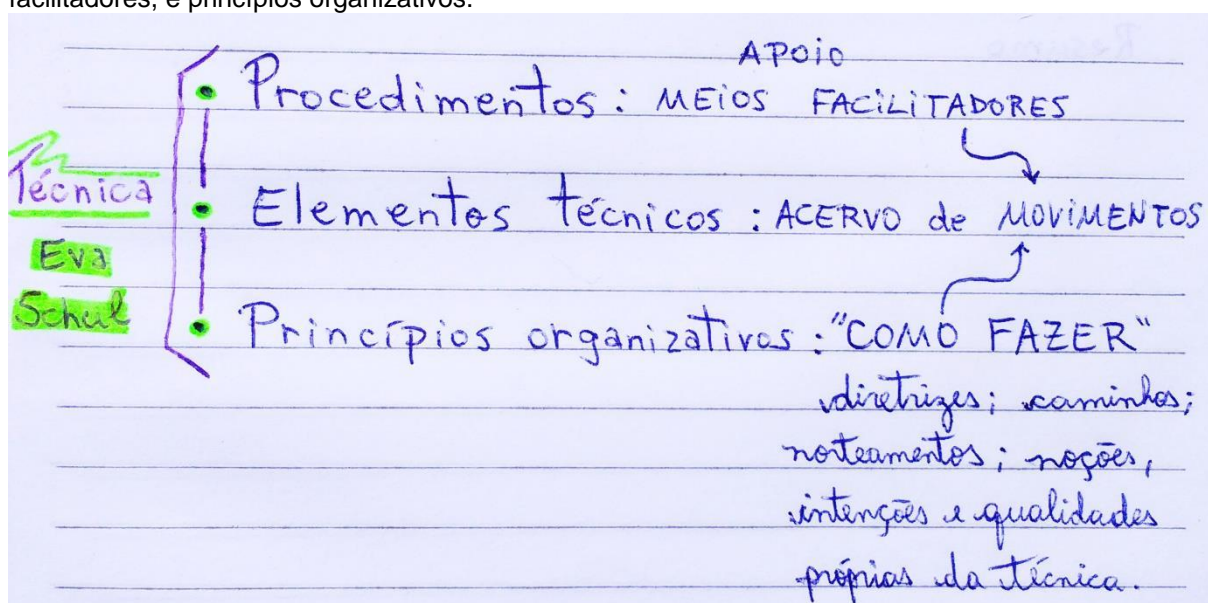 facilitadores, e princípios organizativos.
APOIO
Procedimentos: MEIOS FACILITADORES
Técnica
Elementos técnicos: ACERVO de MOVIMENTOS
Eva
Schul
Princípios organizativos: "COMO FAZER"
diretrizes; caminhos;
norteamentos; noções,
intenções e qualidades
próprias da técnica.